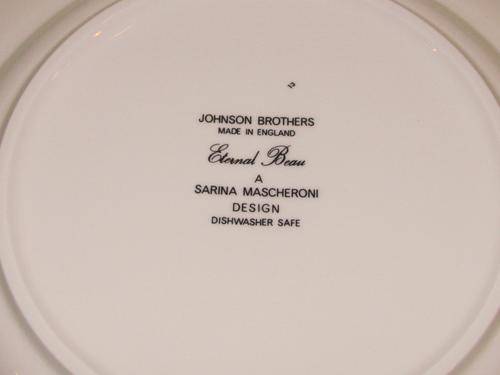 JOHNSON BROTHERS
MADE IN ENGLAND
Eternal Beau
A
SARINA MASCHERONI
DESIGN
DISHWASHER SAFE